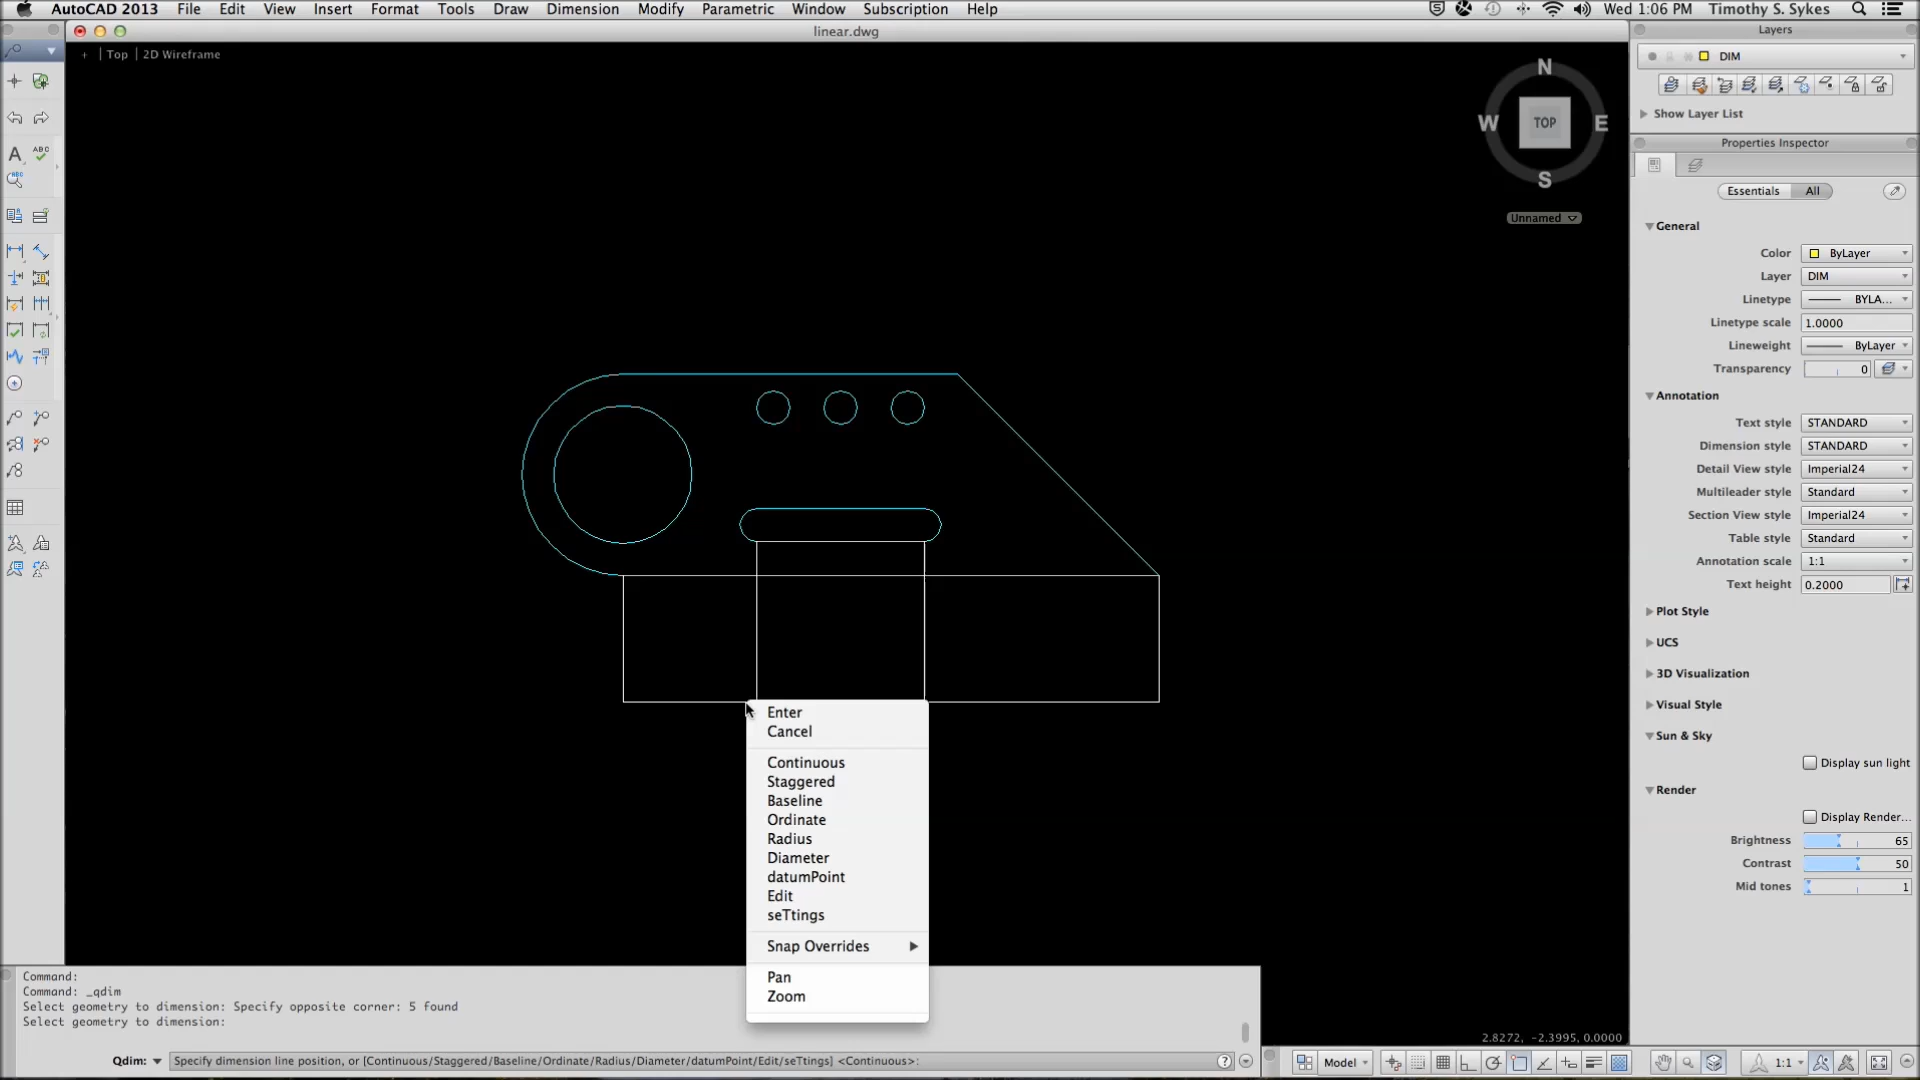 AutoCAD 2013 File Edit View Insert Format Tools Draw Dimension Modify Parametric Window Subscription Help Wed 1:06 PM Timothy S. Sykes
linear.dwg
+ | Top | 2D Wireframe
N
W TOP E
S
Unnamed
Layers
DIM
Show Layer List
Properties Inspector
Essentials All
General
Color ByLayer
Layer DIM
Linetype BYLA...
Linetype scale 1.0000
Lineweight ByLayer
Transparency 0
Annotation
Text style STANDARD
Dimension style STANDARD
Detail View style Imperial24
Multileader style Standard
Section View style Imperial24
Table style Standard
Annotation scale 1:1
Text height 0.2000
Plot Style
UCS
3D Visualization
Visual Style
Sun & Sky
Display sun light
Render
Display Render...
Brightness 65
Contrast 50
Mid tones 1
A ABC
ABC
Enter
Cancel
Continuous
Staggered
Baseline
Ordinate
Radius
Diameter
datumPoint
Edit
seTtings
Snap Overrides
Pan
Zoom
Command:
Command: _qdim
Select geometry to dimension: Specify opposite corner: 5 found
Select geometry to dimension:
2.8272, -2.3995, 0.0000
Qdim: Specify dimension line position, or [Continuous/Staggered/Baseline/Ordinate/Radius/Diameter/datumPoint/Edit/seTtings] <Continuous>: ?
Model 1:1